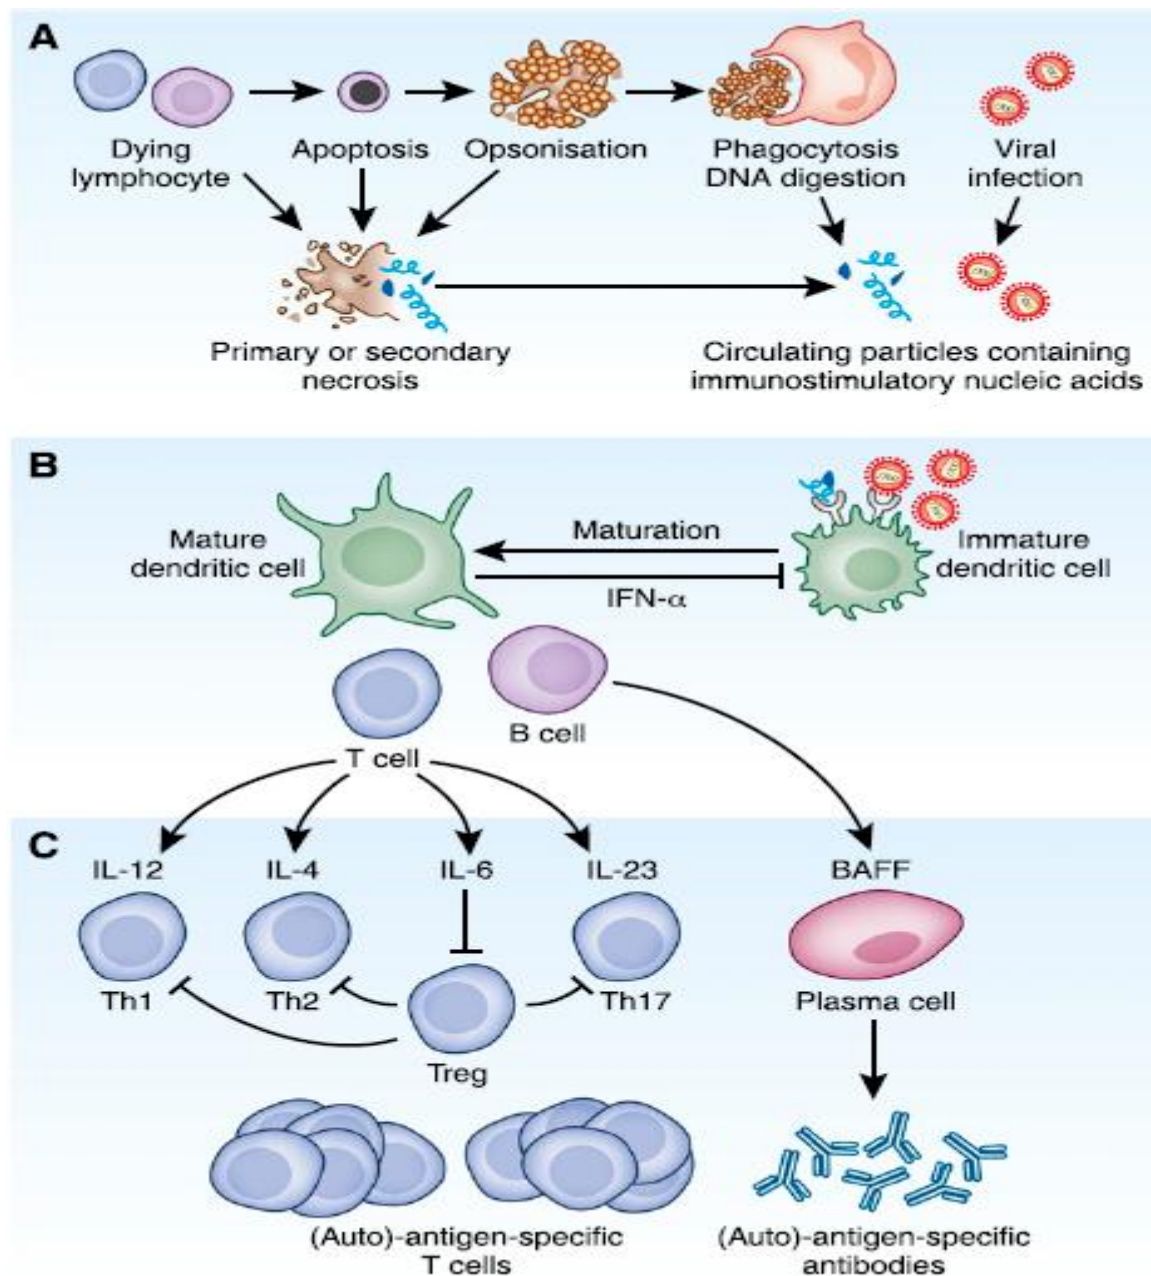 A
Dying
lymphocyte
Apoptosis
Opsonisation
Phagocytosis
DNA digestion
Viral
infection
Primary or secondary
necrosis
Circulating particles containing
immunostimulatory nucleic acids
B
Mature
dendritic cell
Maturation
IFN-α
Immature
dendritic cell
B cell
T cell
C
IL-12
IL-4
IL-6
IL-23
BAFF
Th1
Th2
Th17
Plasma cell
Treg
(Auto)-antigen-specific
T cells
(Auto)-antigen-specific
antibodies